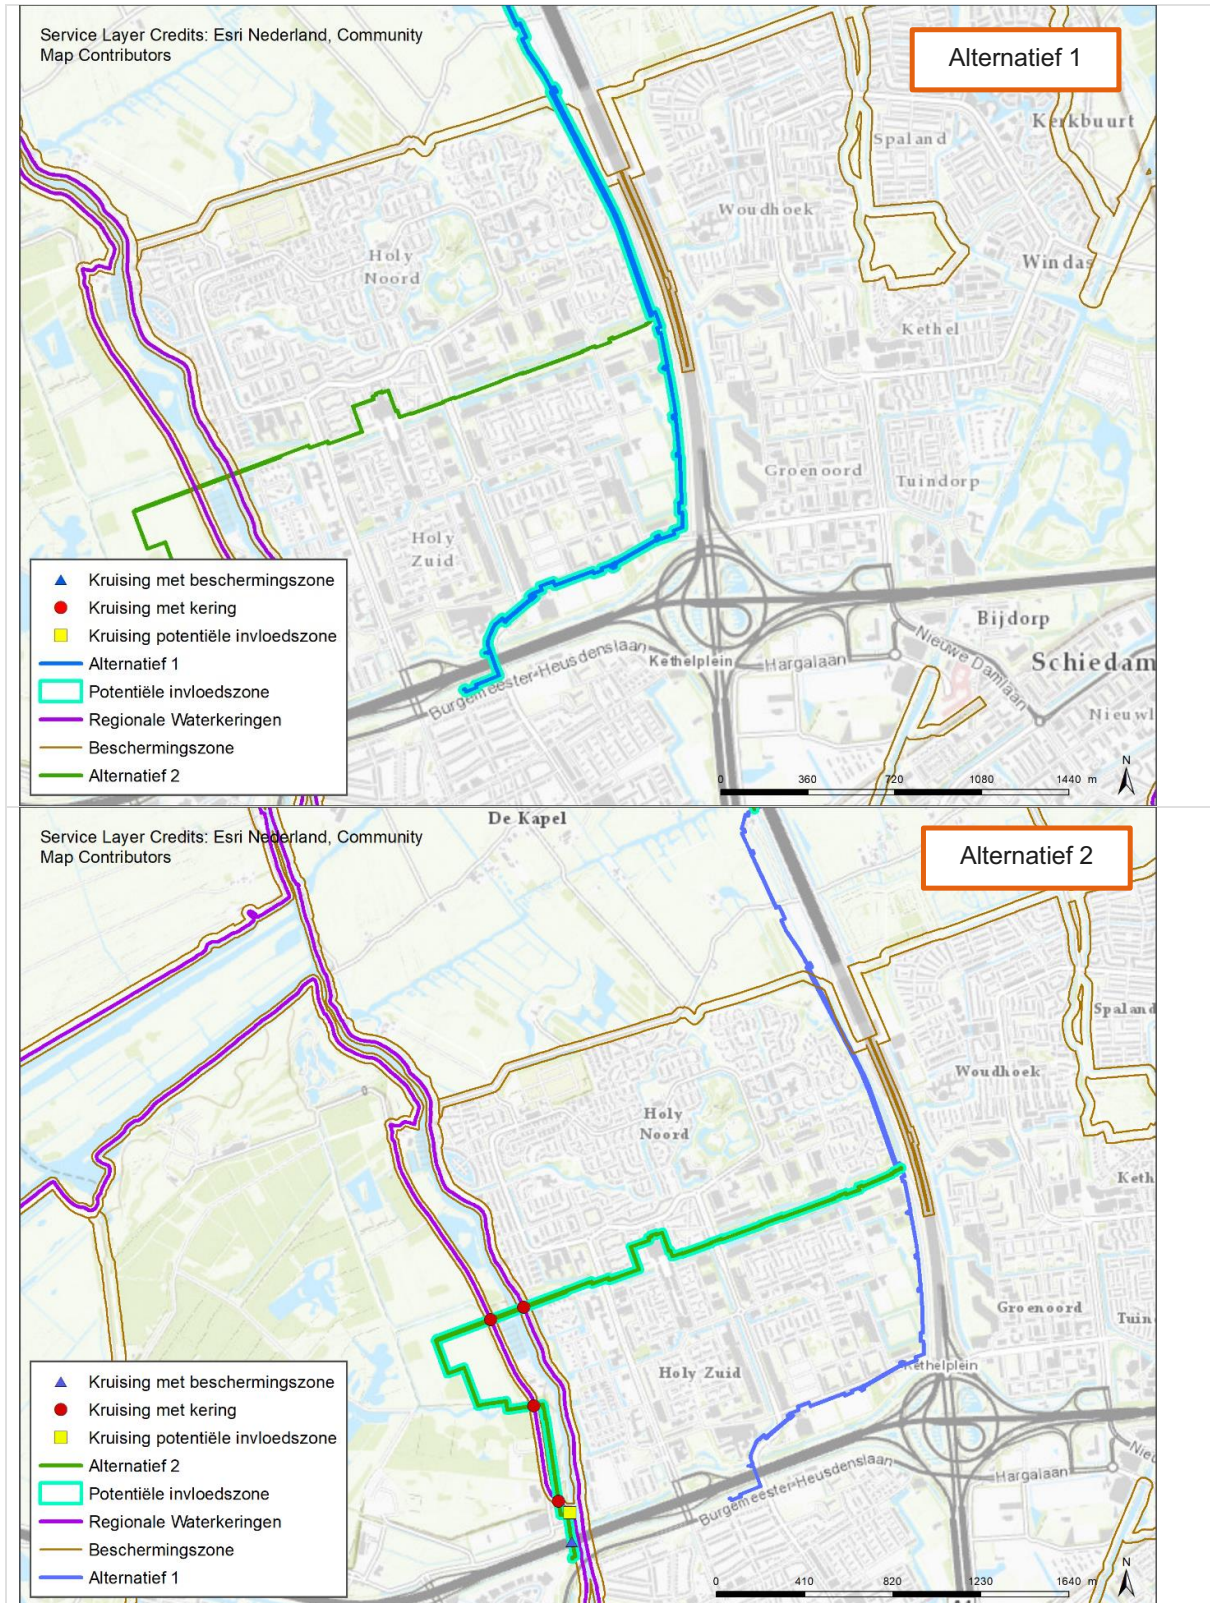 Service Layer Credits: Esri Nederland, Community
Map Contributors
Alternatief 1
Kerkbuurt
Spaland
Woudhoek
Holy
Noord
Windas
Kethel
Groenoord
Tuindorp
Holy
Zuid
Kruising met beschermingszone
Kruising met kering
Kruising potentiële invloedszone
Alternatief 1
Potentiële invloedszone
Regionale Waterkeringen
Beschermingszone
Alternatief 2
Bijdorp
Nieuwe Damlaan
Burgemeester-Heusdenslaan
Kethelplein
Hargalaan
Schiedam
Nieuwl
N
0 360 720 1080 1440 m
De Kapel
Service Layer Credits: Esri Nederland, Community
Map Contributors
Alternatief 2
Spaland
Woudhoek
Holy
Noord
Keth
Groenoord
Tuin
Kethelplein
Holy Zuid
Kruising met beschermingszone
Kruising met kering
Kruising potentiële invloedszone
Alternatief 2
Potentiële invloedszone
Regionale Waterkeringen
Beschermingszone
Alternatief 1
Burgemeester-Heusdenslaan
Hargalaan
N
0 410 820 1230 1640 m